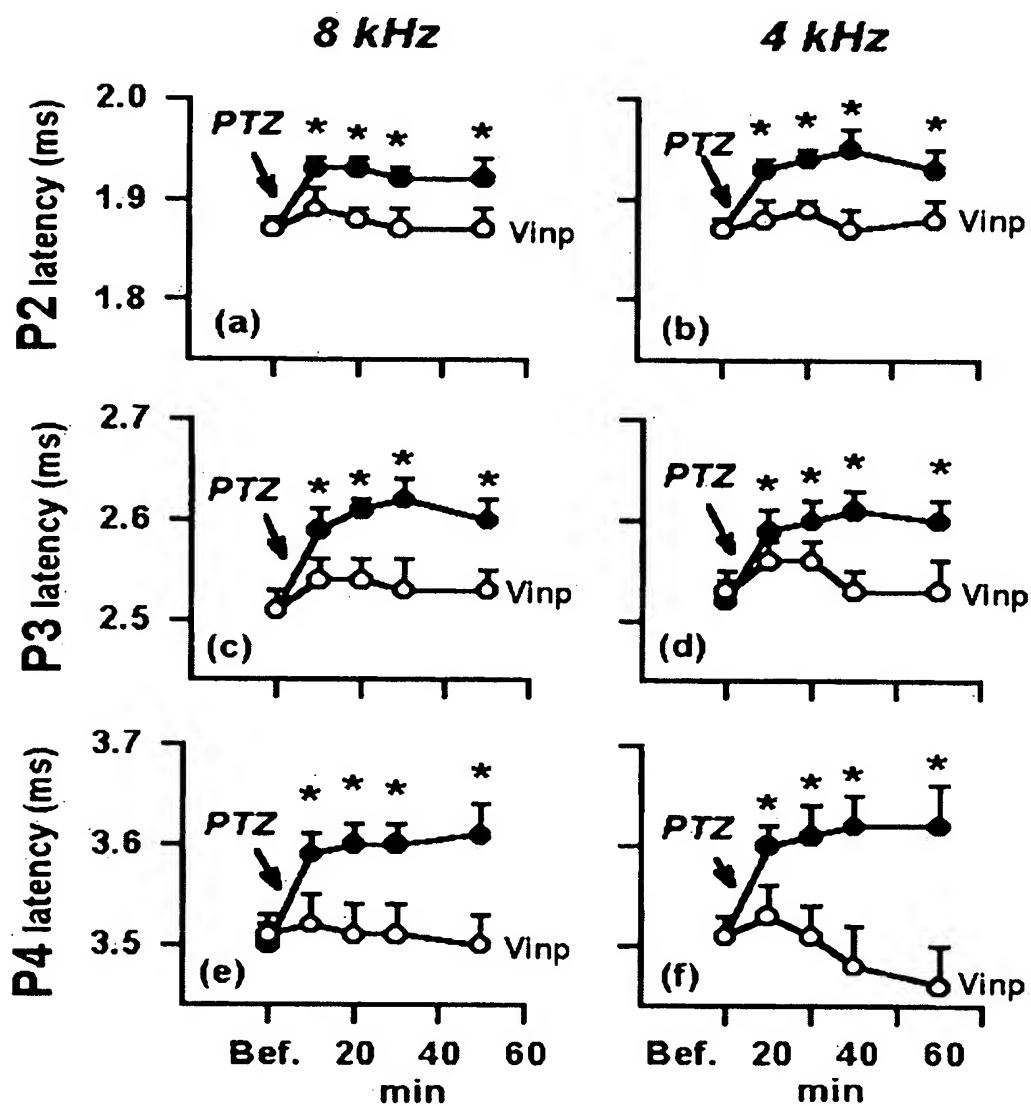 8 kHz
4 kHz
P2 latency (ms)
2.0
1.9
1.8
PTZ
* * * *
Vinp
(a)
PTZ
* * * *
Vinp
(b)
P3 latency (ms)
2.7
2.6
2.5
PTZ
* * * *
Vinp
(c)
PTZ
* * * *
Vinp
(d)
P4 latency (ms)
3.7
3.6
3.5
PTZ
* * * *
Vinp
(e)
PTZ
* * * *
Vinp
(f)
Bef. 20 40 60
min
Bef. 20 40 60
min